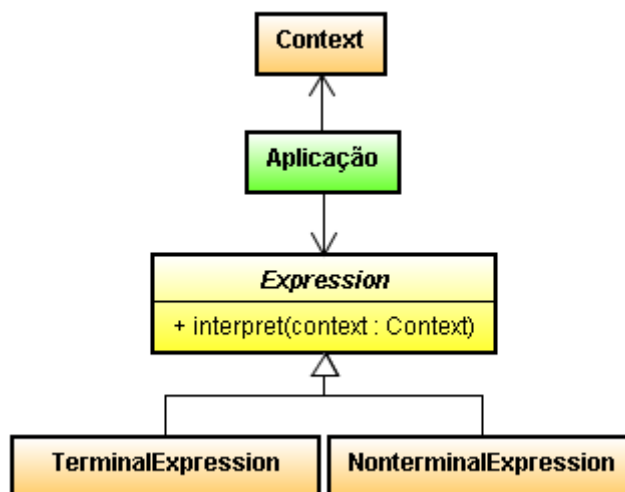 Context
Aplicação
Expression
+ interpret(context : Context)
TerminalExpression
NonterminalExpression